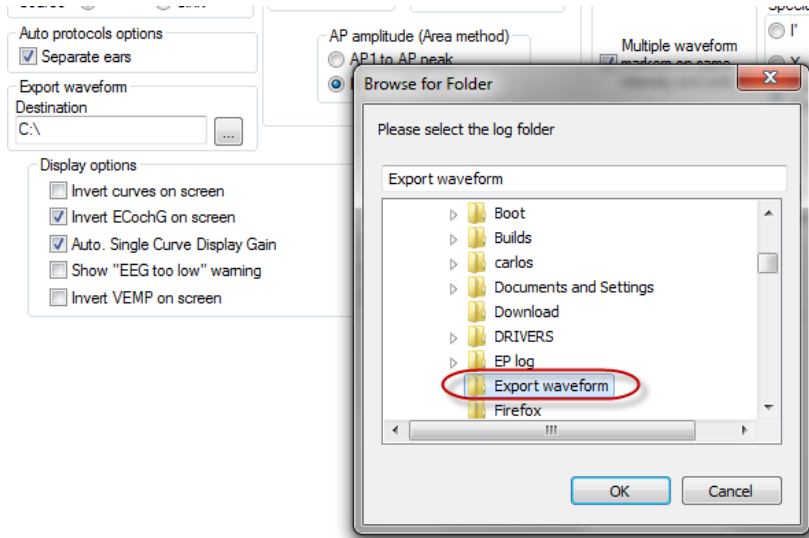 Auto protocols options
Separate ears
Export waveform
Destination
C:\
...
AP amplitude (Area method)
AP1 to AP peak
Multiple waveform
Display options
Invert curves on screen
Invert ECochG on screen
Auto. Single Curve Display Gain
Show "EEG too low" warning
Invert VEMP on screen
Browse for Folder
Please select the log folder
Export waveform
Boot
Builds
carlos
Documents and Settings
Download
DRIVERS
EP log
Export waveform
Firefox
OK
Cancel